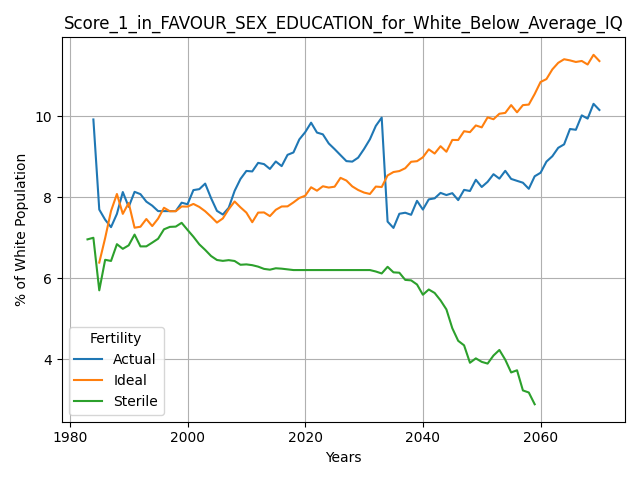 Score_1_in_FAVOUR_SEX_EDUCATION_for_White_Below_Average_IQ
% of White Population
10
8
6
4
Fertility
Actual
Ideal
Sterile
1980 2000 2020 2040 2060
Years